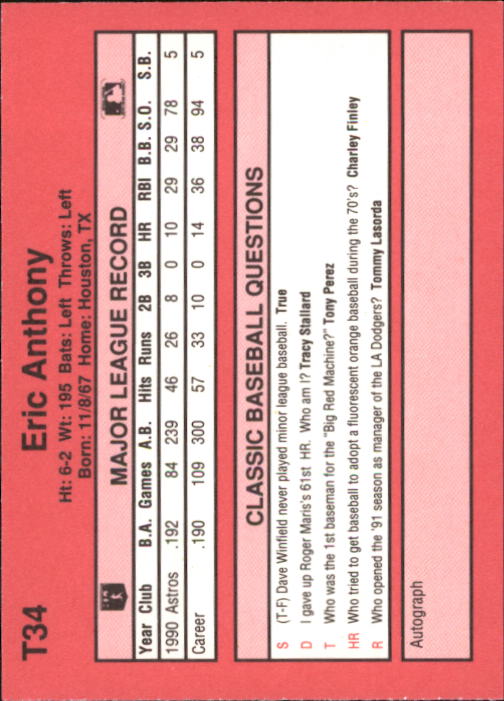 T34
Eric Anthony
Ht: 6-2 Wt: 195 Bats: Left Throws: Left
Born: 11/8/67 Home: Houston, TX
MAJOR LEAGUE RECORD
Year Club B.A. Games A.B. Hits Runs 2B 3B HR RBI B.B. S.O. S.B.
1990 Astros .192 84 239 46 26 8 0 10 29 29 78 5
Career .190 109 300 57 33 10 0 14 36 38 94 5
CLASSIC BASEBALL QUESTIONS
S (T-F) Dave Winfield never played minor league baseball. True
D I gave up Roger Maris's 61st HR. Who am I? Tracy Stallard
T Who was the 1st baseman for the "Big Red Machine?" Tony Perez
HR Who tried to get baseball to adopt a fluorescent orange baseball during the 70's? Charley Finley
R Who opened the '91 season as manager of the LA Dodgers? Tommy Lasorda
Autograph